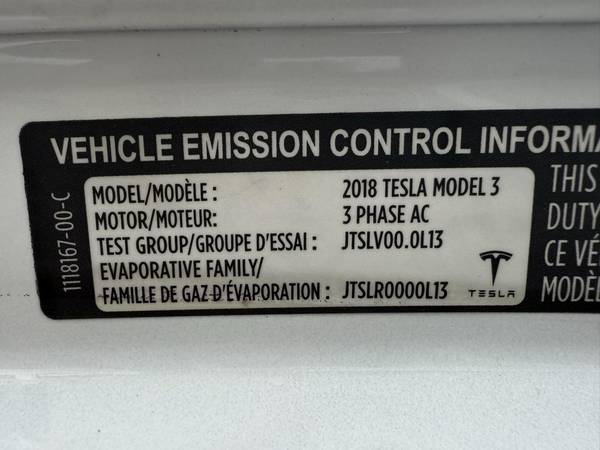 VEHICLE EMISSION CONTROL INFORMA
MODEL/MODÈLE : 2018 TESLA MODEL 3
MOTOR/MOTEUR: 3 PHASE AC
TEST GROUP/GROUPE D'ESSAI : JTSLV00.0L13
EVAPORATIVE FAMILY/
FAMILLE DE GAZ D'ÉVAPORATION : JTSLR0000L13
TESLA
1118167-00-C
THIS
DUTY
CE VÉ
MODÈL